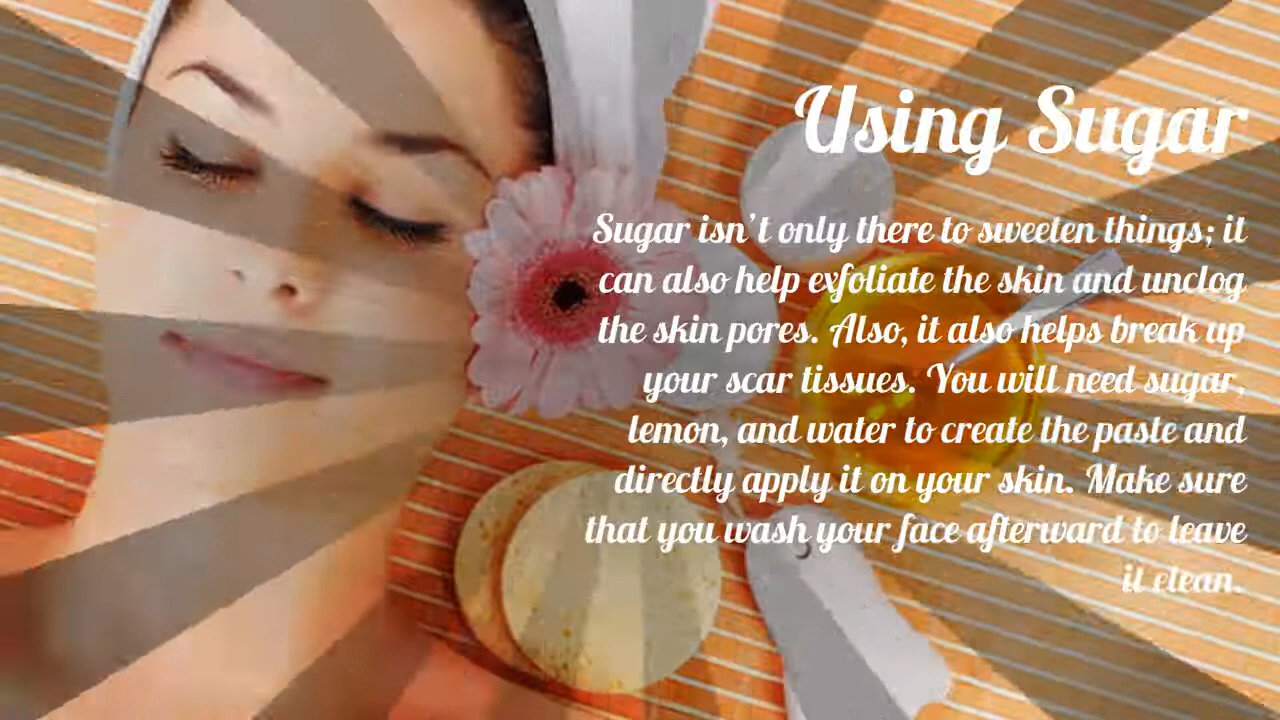 Using Sugar
Sugar isn't only there to sweeten things; it
can also help exfoliate the skin and unclog
the skin pores. Also, it also helps break up
your scar tissues. You will need sugar,
lemon, and water to create the paste and
directly apply it on your skin. Make sure
that you wash your face afterward to leave
it clean.